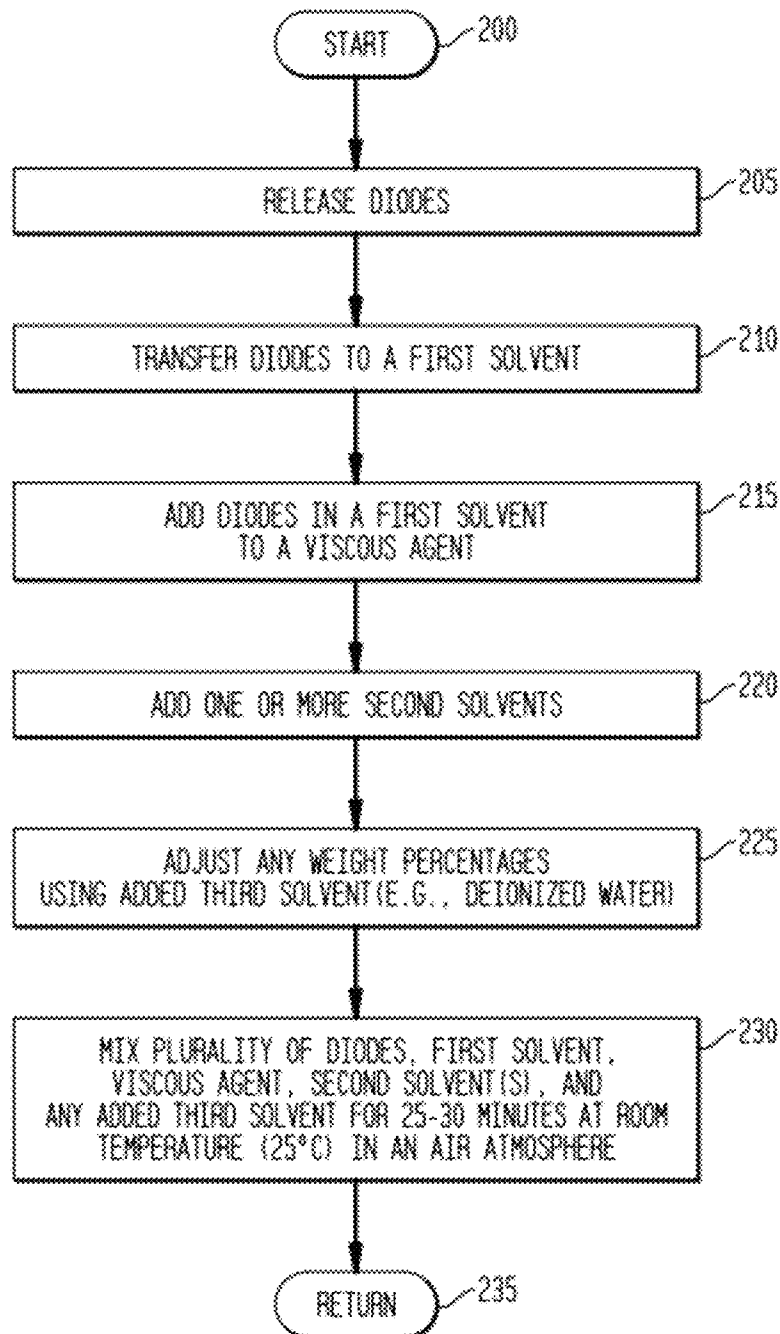 START
200
RELEASE DIODES
205
TRANSFER DIODES TO A FIRST SOLVENT
210
ADD DIODES IN A FIRST SOLVENT
TO A VISCOUS AGENT
215
ADD ONE OR MORE SECOND SOLVENTS
220
ADJUST ANY WEIGHT PERCENTAGES
USING ADDED THIRD SOLVENT(E.G., DEIONIZED WATER)
225
MIX PLURALITY OF DIODES, FIRST SOLVENT,
VISCOUS AGENT, SECOND SOLVENT(S), AND
ANY ADDED THIRD SOLVENT FOR 25-30 MINUTES AT ROOM
TEMPERATURE (25°C) IN AN AIR ATMOSPHERE
230
RETURN
235